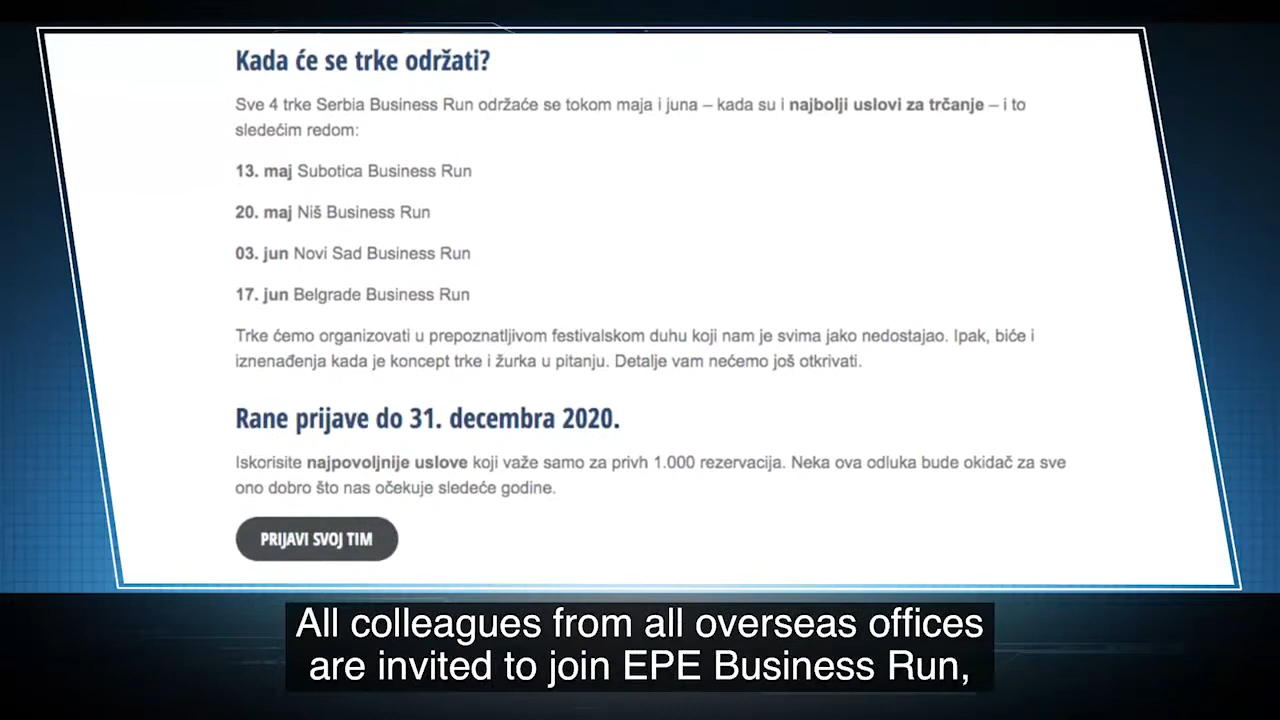 Kada će se trke održati?
Sve 4 trke Serbia Business Run održaće se tokom maja i juna – kada su i najbolji uslovi za trčanje – i to
sledećim redom:
13. maj Subotica Business Run
20. maj Niš Business Run
03. jun Novi Sad Business Run
17. jun Belgrade Business Run
Trke ćemo organizovati u prepoznatljivom festivalskom duhu koji nam je svima jako nedostajao. Ipak, biće i
iznenađenja kada je koncept trke i žurka u pitanju. Detalje vam nećemo još otkrivati.
Rane prijave do 31. decembra 2020.
Iskorisite najpovoljnije uslove koji važe samo za privh 1.000 rezervacija. Neka ova odluka bude okidač za sve
ono dobro što nas očekuje sledeće godine.
PRIJAVI SVOJ TIM
All colleagues from all overseas offices
are invited to join EPE Business Run,